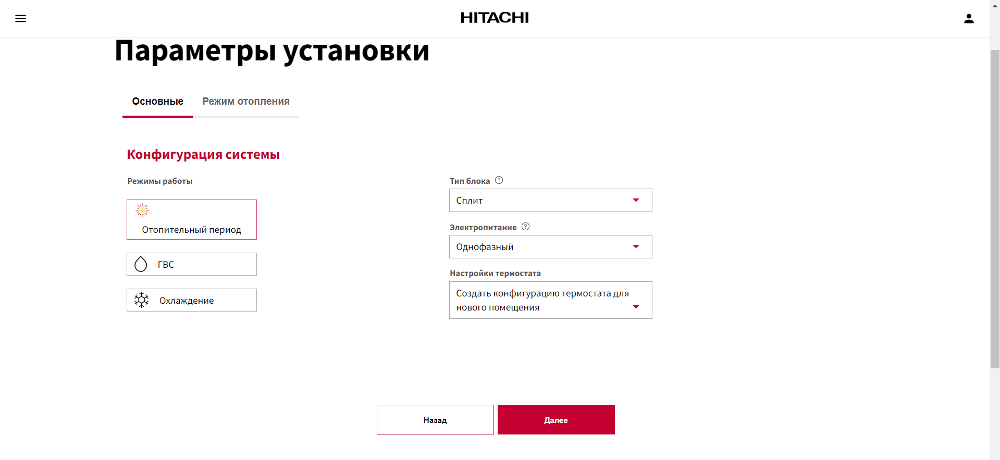 HITACHI
Параметры установки
Основные
Режим отопления
Конфигурация системы
Режимы работы
Отопительный период
ГВС
Охлаждение
Тип блока ?
Сплит
Электропитание ?
Однофазный
Настройки термостата
Создать конфигурацию термостата для
нового помещения
Назад
Далее